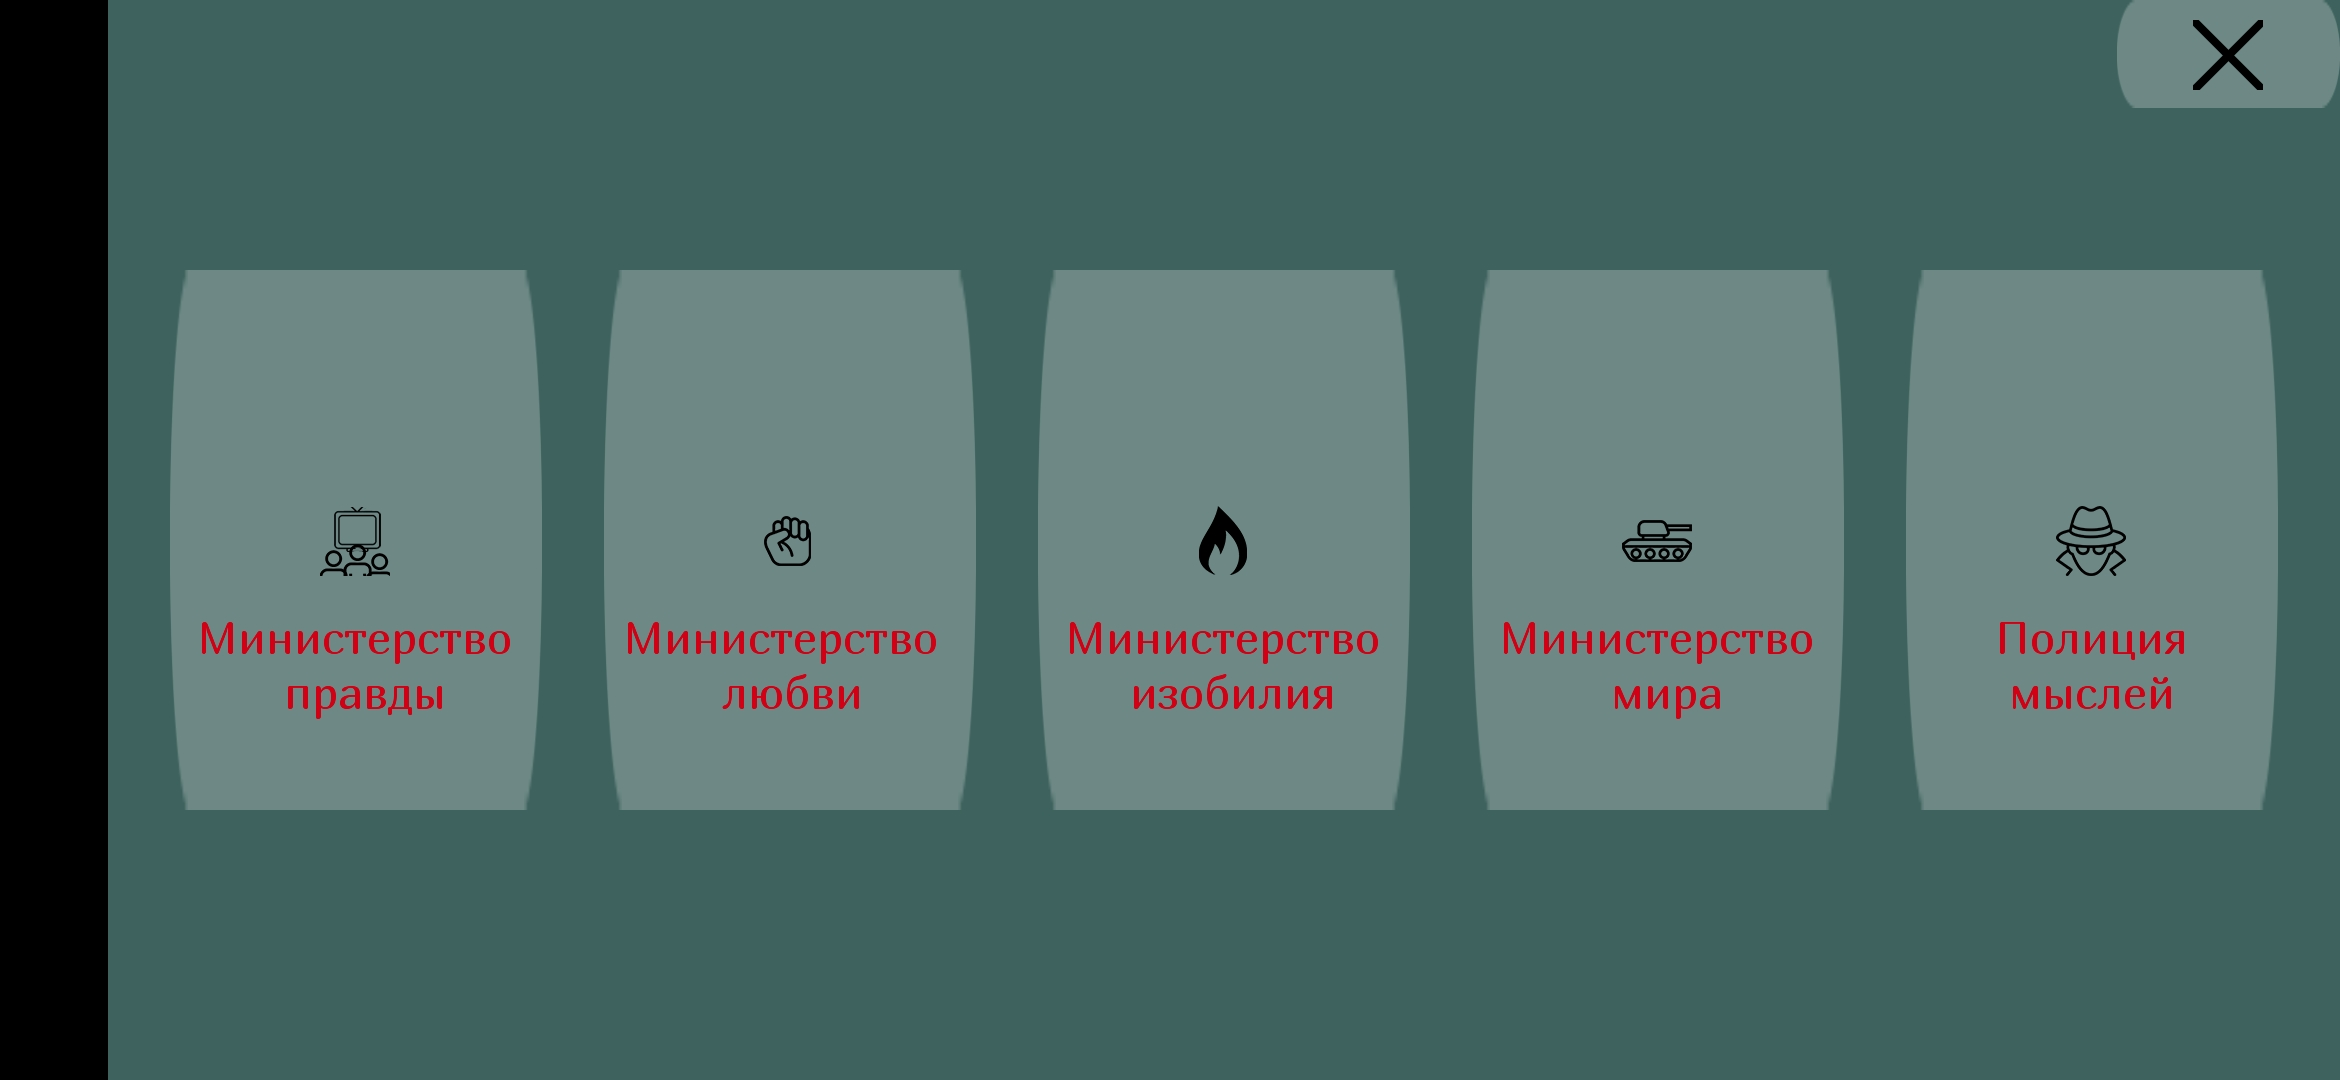 Министерство
правды
Министерство
любви
Министерство
изобилия
Министерство
мира
Полиция
мыслей